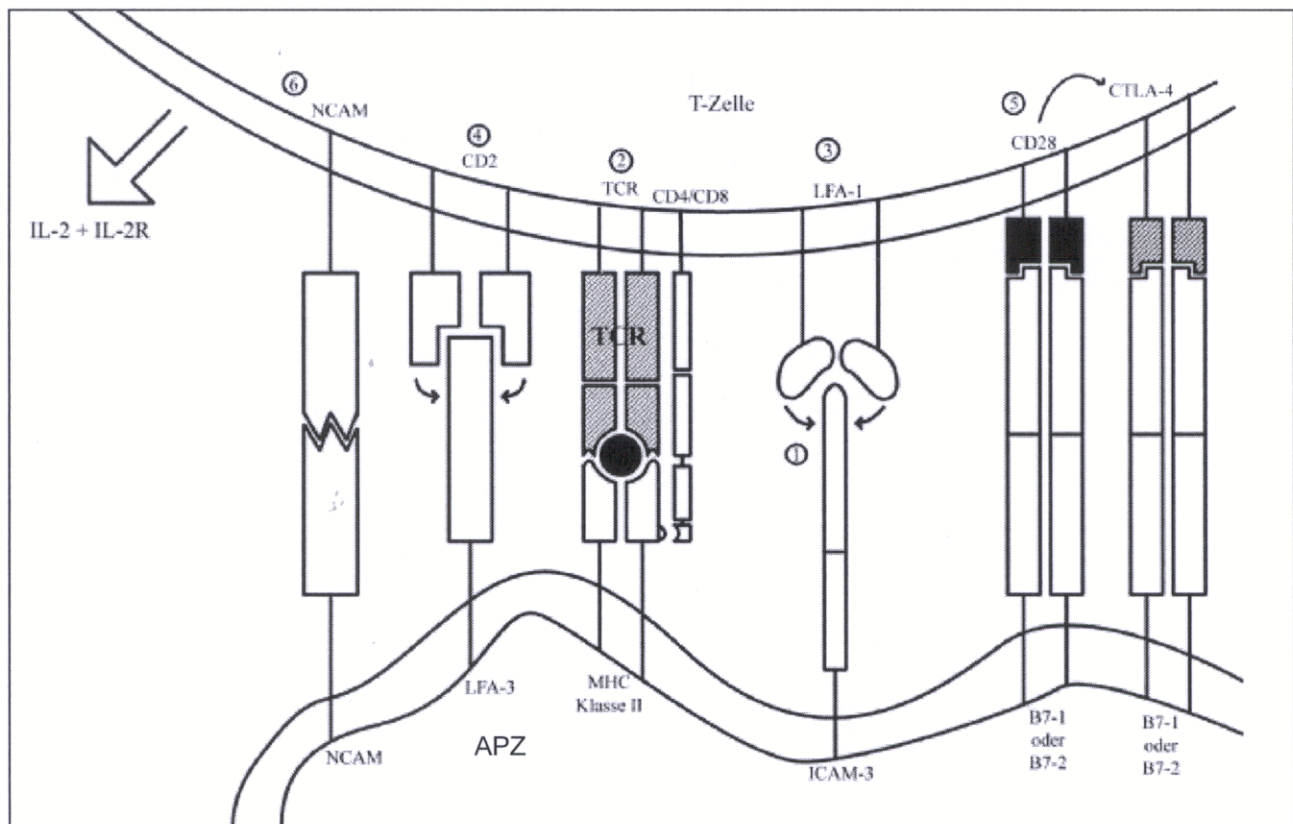 ⑥
NCAM
T-Zelle
⑤
CTLA-4
④
CD2
②
TCR
CD4/CD8
③
LFA-1
CD28
IL-2 + IL-2R
TCR
①
LFA-3
MHC
Klasse II
NCAM
APZ
ICAM-3
B7-1
oder
B7-2
B7-1
oder
B7-2